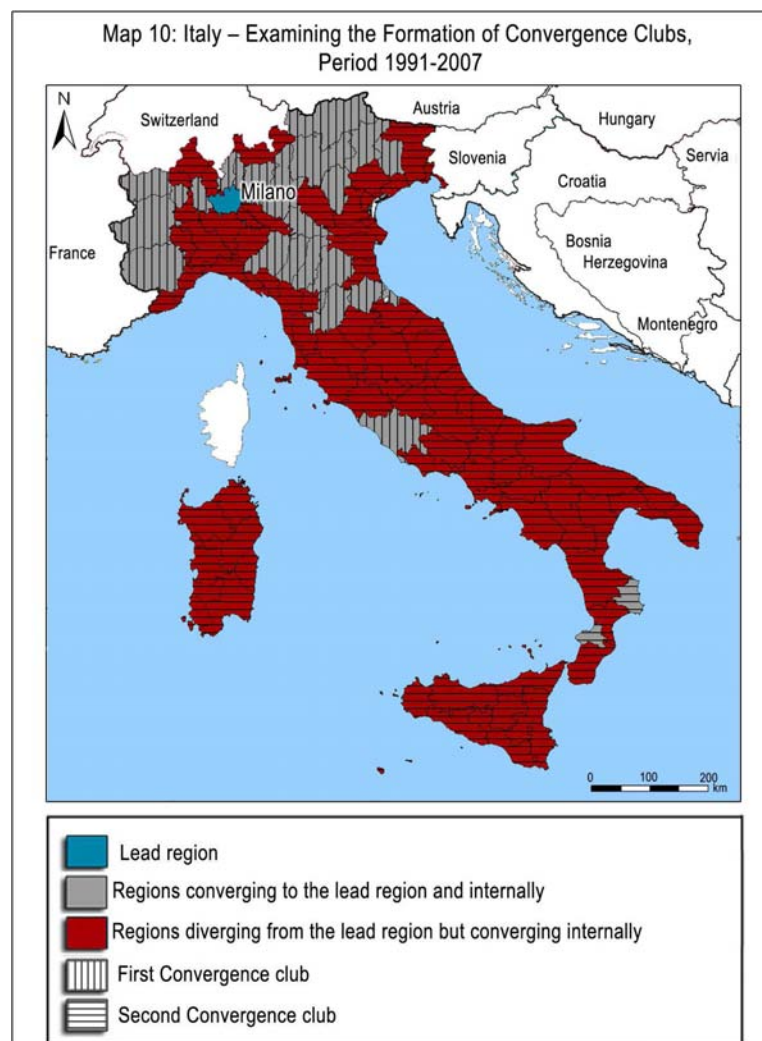 Map 10: Italy – Examining the Formation of Convergence Clubs,
Period 1991-2007
N
Austria
Switzerland
Hungary
Slovenia
Servia
Milano
Croatia
France
Bosnia
Herzegovina
Montenegro
0 100 200
km
Lead region
Regions converging to the lead region and internally
Regions diverging from the lead region but converging internally
First Convergence club
Second Convergence club